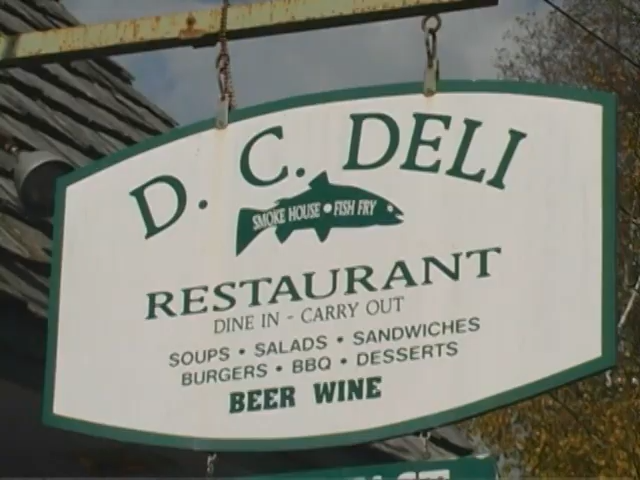 D. C. DELI
SMOKE HOUSE • FISH FRY
RESTAURANT
DINE IN - CARRY OUT
SOUPS • SALADS • SANDWICHES
BURGERS • BBQ • DESSERTS
BEER WINE